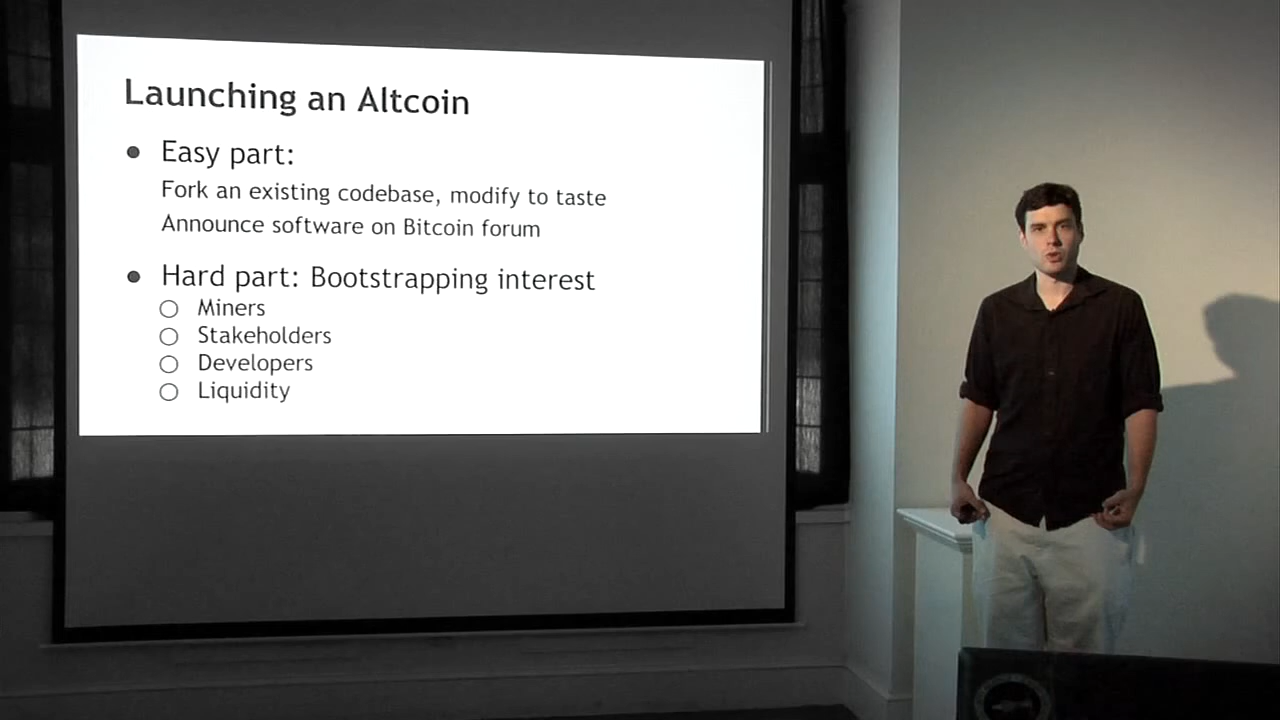 Launching an Altcoin
● Easy part:
Fork an existing codebase, modify to taste
Announce software on Bitcoin forum
● Hard part: Bootstrapping interest
○ Miners
○ Stakeholders
○ Developers
○ Liquidity